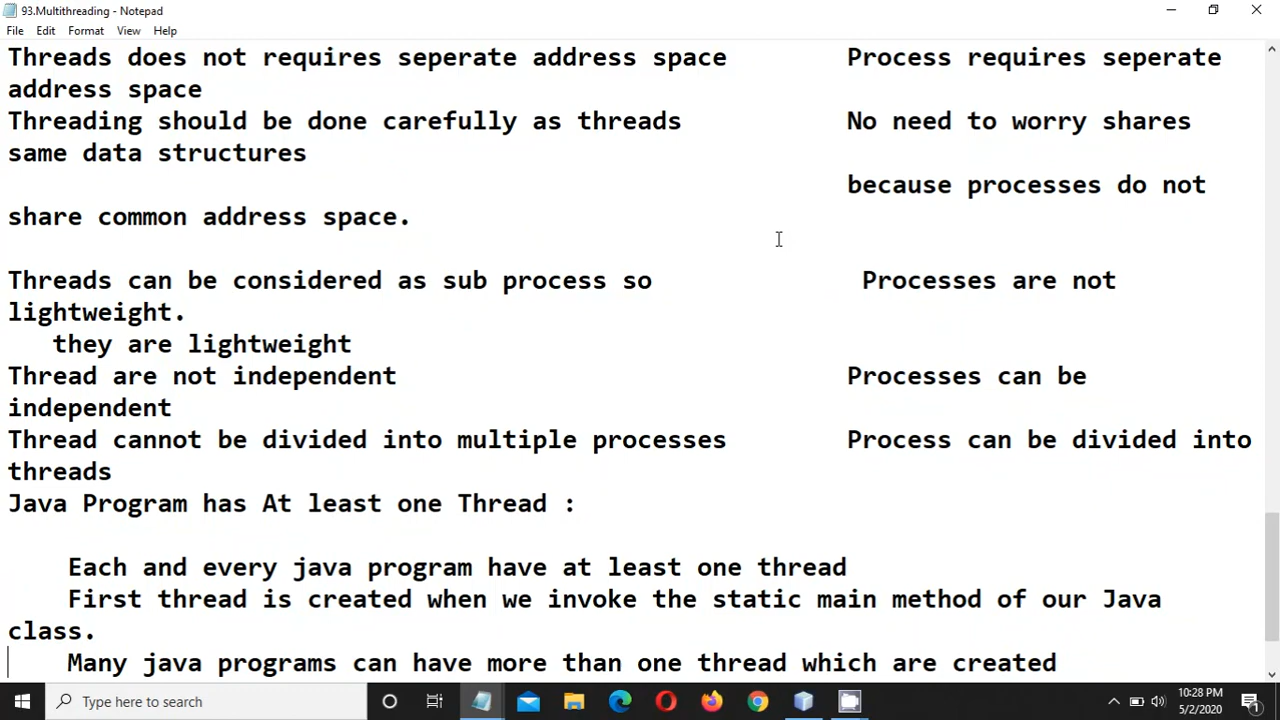 93.Multithreading - Notepad
File Edit Format View Help
Threads does not requires seperate address space Process requires seperate
address space
Threading should be done carefully as threads No need to worry shares
same data structures
because processes do not
share common address space.
Threads can be considered as sub process so Processes are not
lightweight.
they are lightweight
Thread are not independent Processes can be
independent
Thread cannot be divided into multiple processes Process can be divided into
threads
Java Program has At least one Thread :
Each and every java program have at least one thread
First thread is created when we invoke the static main method of our Java
class.
Many java programs can have more than one thread which are created
Type here to search
10:28 PM
5/2/2020
1